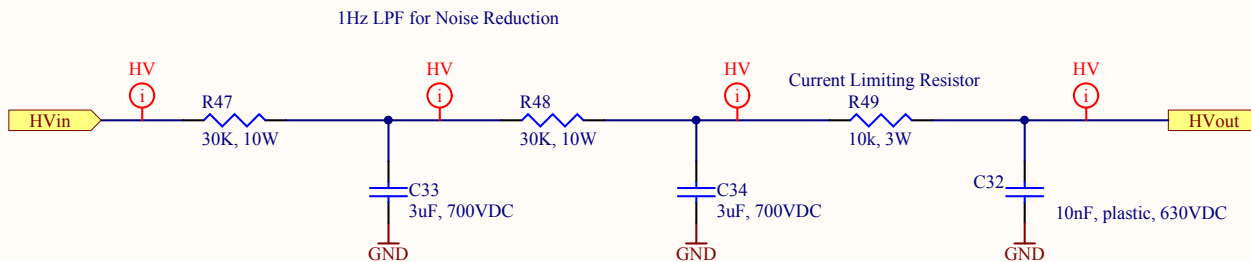 1Hz LPF for Noise Reduction
HV
HV
HV
HV
i
i
i
i
Current Limiting Resistor
R47
R48
R49
HVin
HVout
30K, 10W
30K, 10W
10k, 3W
C33
C34
C32
3uF, 700VDC
3uF, 700VDC
10nF, plastic, 630VDC
GND
GND
GND